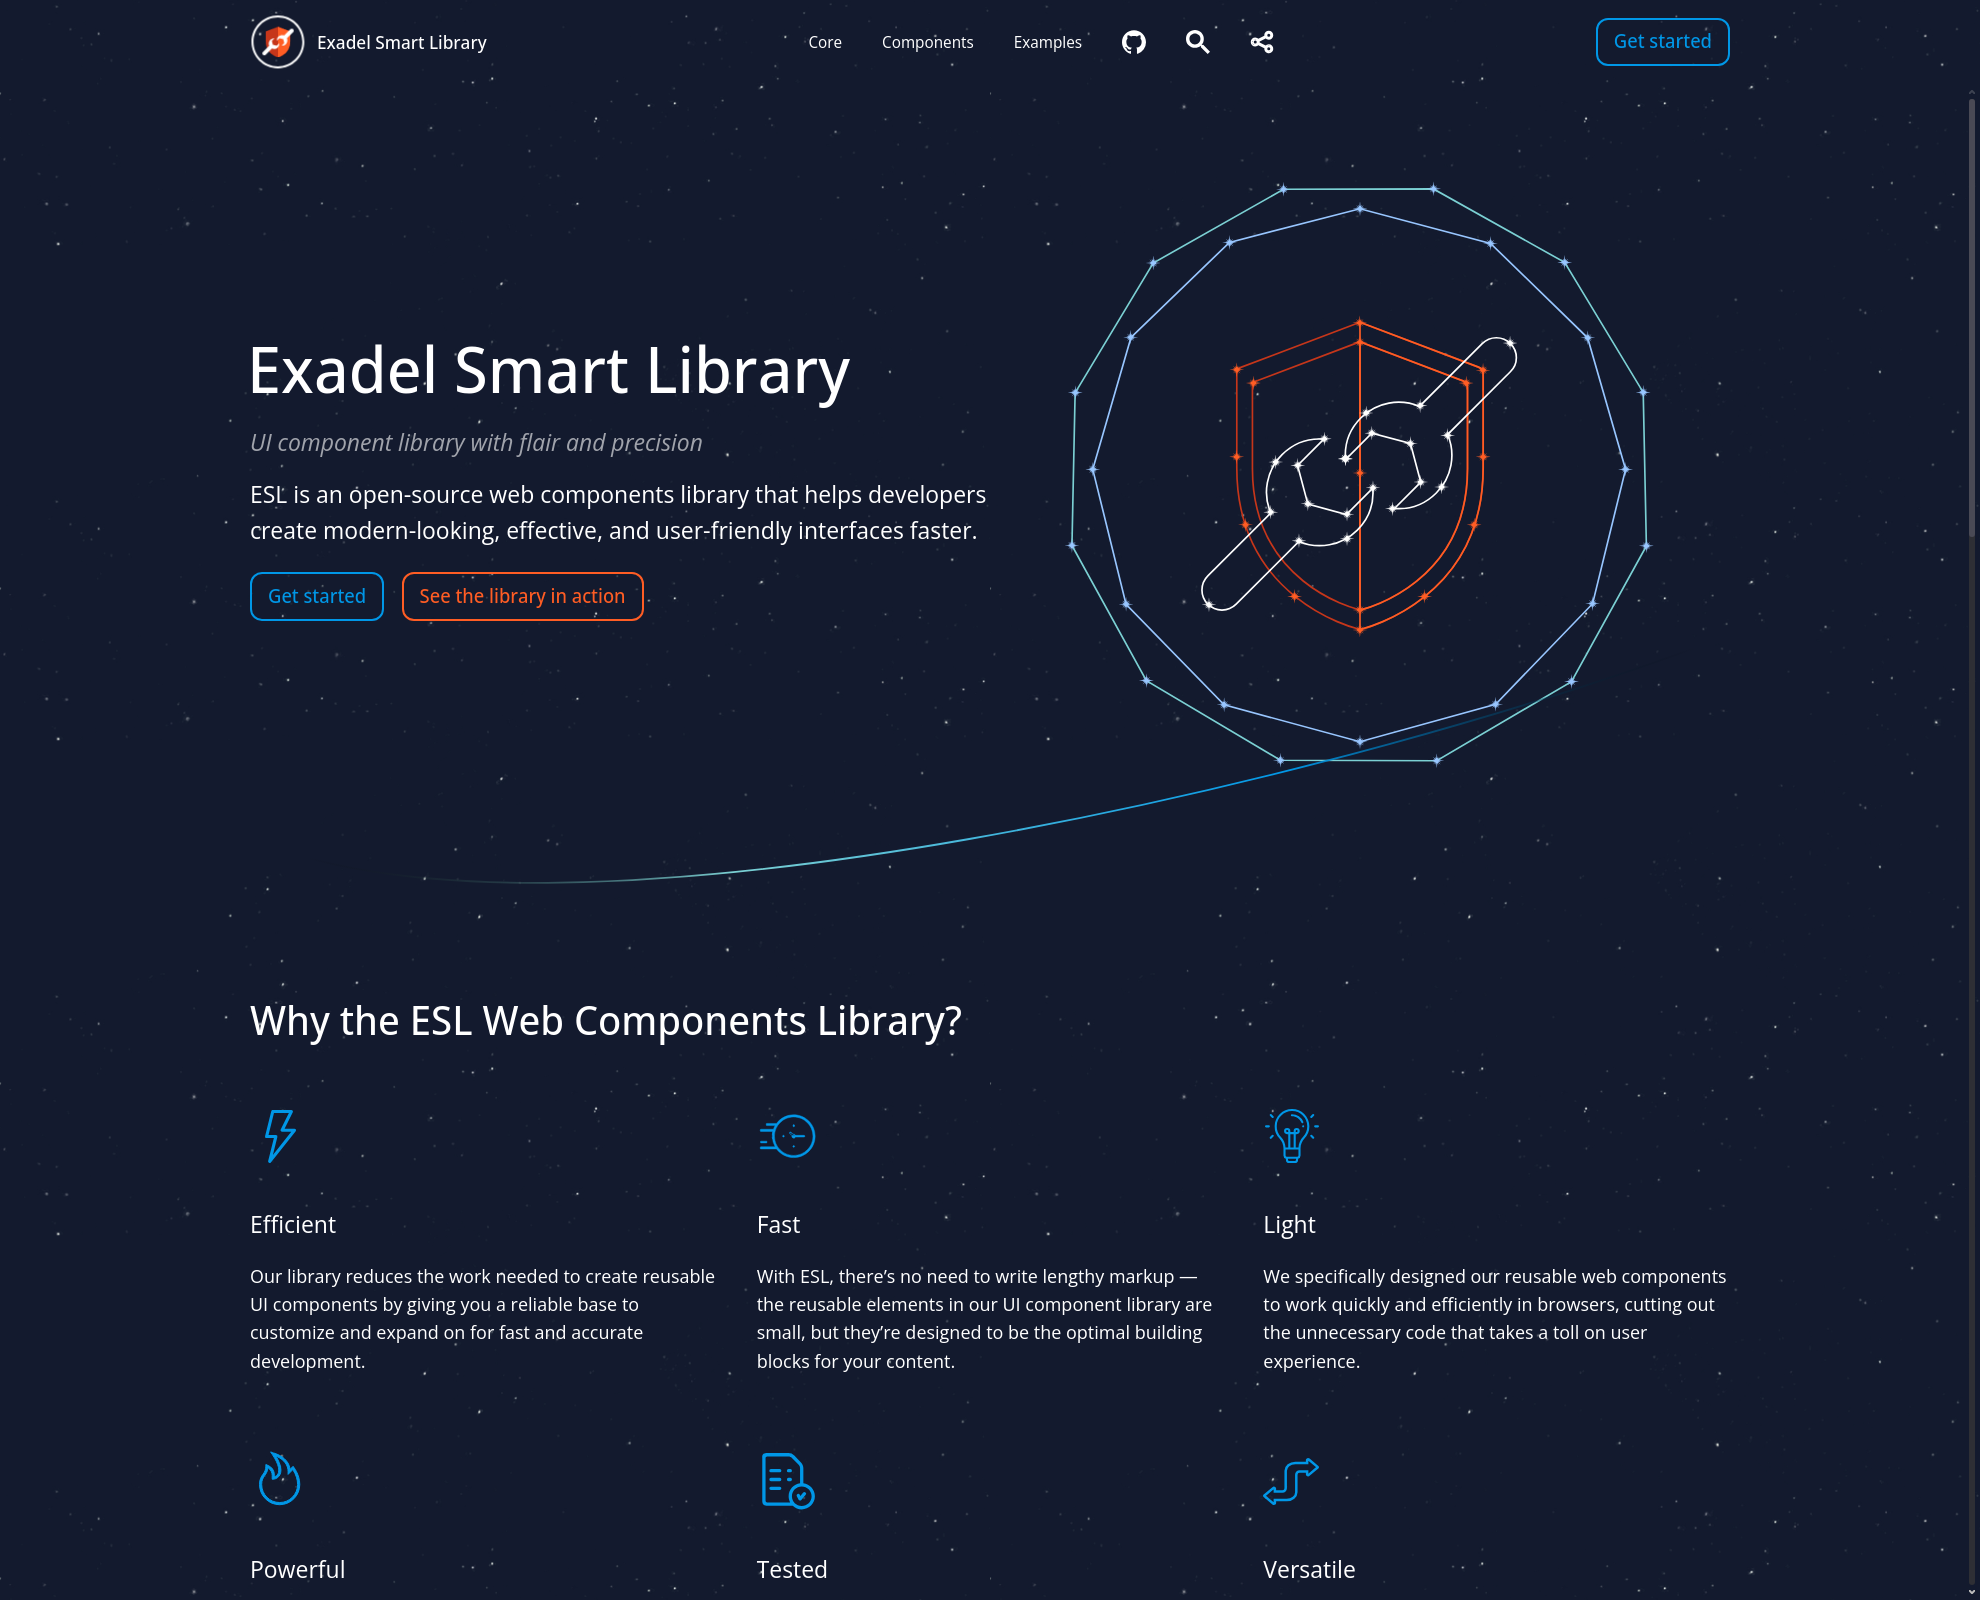 Exadel Smart Library
Core
Components
Examples
Get started
Exadel Smart Library
UI component library with flair and precision
ESL is an open-source web components library that helps developers
create modern-looking, effective, and user-friendly interfaces faster.
Get started
See the library in action
Why the ESL Web Components Library?
Efficient
Our library reduces the work needed to create reusable
UI components by giving you a reliable base to
customize and expand on for fast and accurate
development.
Fast
With ESL, there’s no need to write lengthy markup —
the reusable elements in our UI component library are
small, but they’re designed to be the optimal building
blocks for your content.
Light
We specifically designed our reusable web components
to work quickly and efficiently in browsers, cutting out
the unnecessary code that takes a toll on user
experience.
Powerful
Tested
Versatile